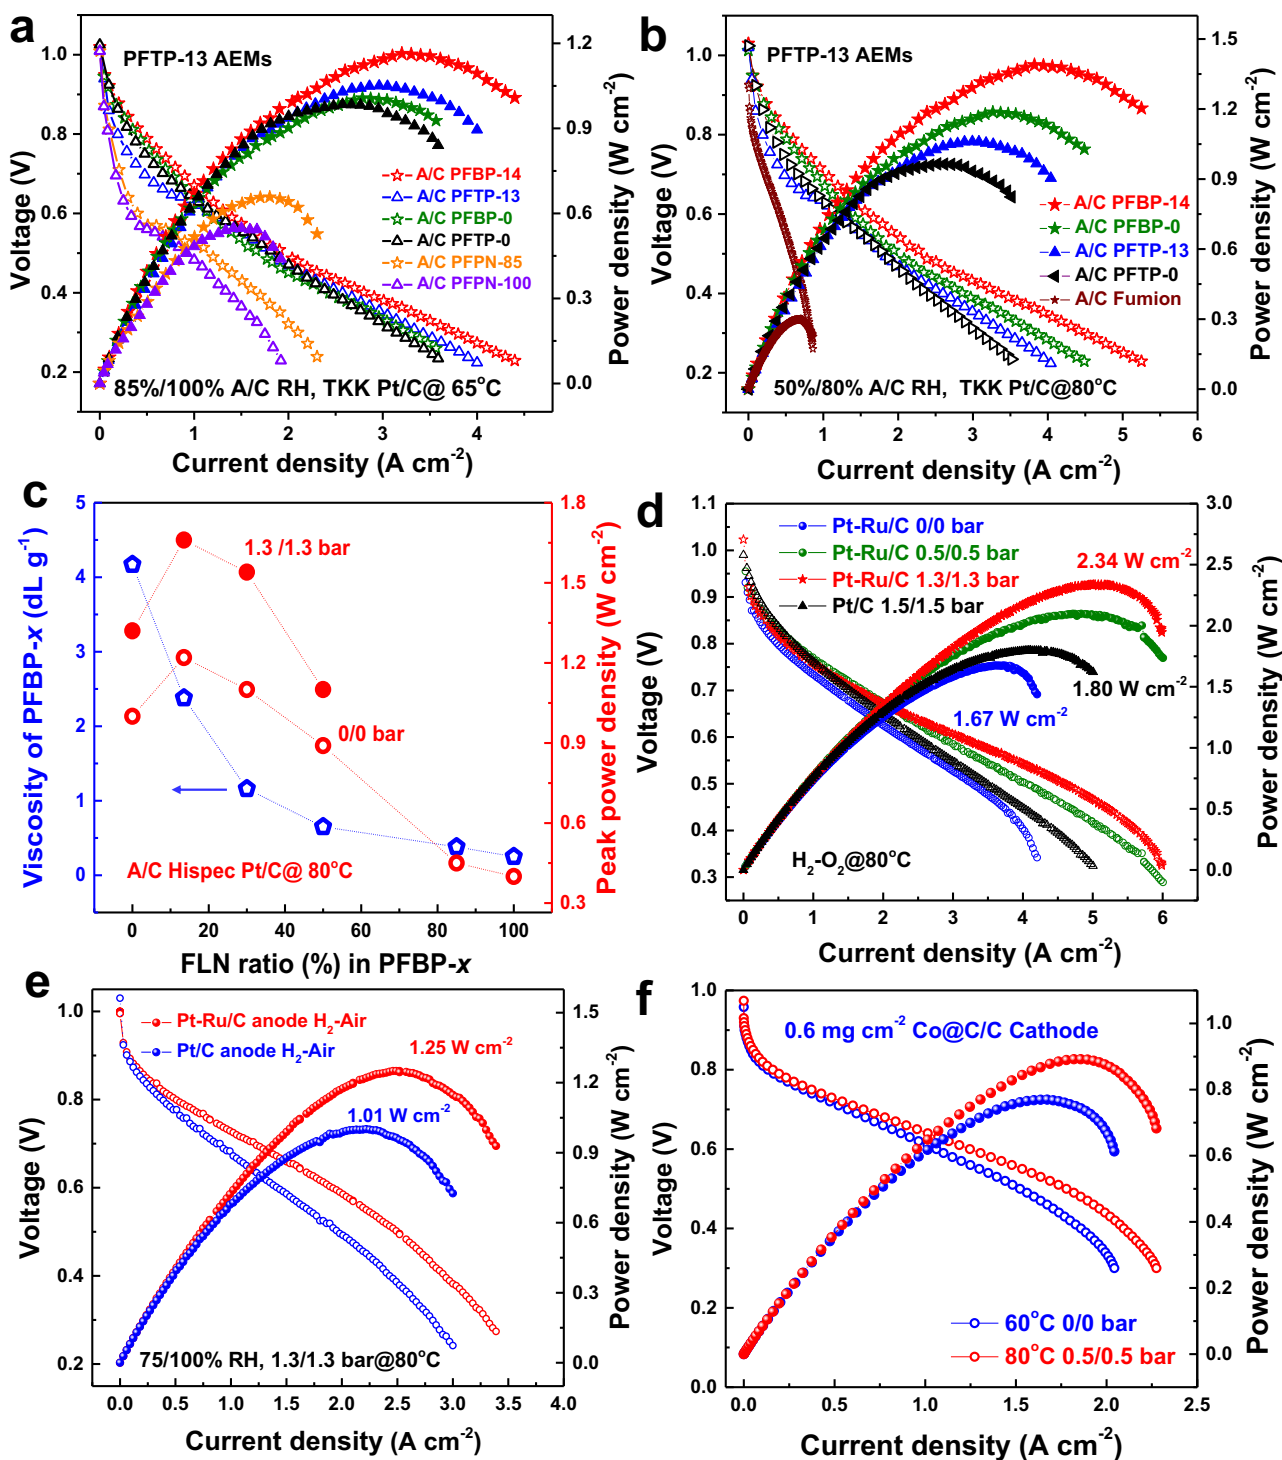 a
PFTP-13 AEMs
A/C PFBP-14
A/C PFTP-13
A/C PFBP-0
A/C PFTP-0
A/C PFPN-85
A/C PFPN-100
85%/100% A/C RH, TKK Pt/C@ 65°C
Voltage (V)
1.0
0.8
0.6
0.4
0.2
Power density (W cm⁻²)
1.2
0.9
0.6
0.3
0.0
0 1 2 3 4
Current density (A cm⁻²)
b
PFTP-13 AEMs
A/C PFBP-14
A/C PFBP-0
A/C PFTP-13
A/C PFTP-0
A/C Fumion
50%/80% A/C RH, TKK Pt/C@80°C
Voltage (V)
1.0
0.8
0.6
0.4
0.2
Power density (W cm⁻²)
1.5
1.2
0.9
0.6
0.3
0.0
0 1 2 3 4 5 6
Current density (A cm⁻²)
c
1.3 /1.3 bar
0/0 bar
A/C Hispec Pt/C@ 80°C
Viscosity of PFBP-x (dL g⁻¹)
5
4
3
2
1
0
Peak power density (W cm⁻²)
1.8
1.5
1.2
0.9
0.6
0.3
0 20 40 60 80 100
FLN ratio (%) in PFBP-x
d
Pt-Ru/C 0/0 bar
Pt-Ru/C 0.5/0.5 bar
Pt-Ru/C 1.3/1.3 bar
Pt/C 1.5/1.5 bar
2.34 W cm⁻²
1.80 W cm⁻²
1.67 W cm⁻²
H₂-O₂@80°C
Voltage (V)
1.1
1.0
0.9
0.8
0.7
0.6
0.5
0.4
0.3
Power density (W cm⁻²)
3.0
2.5
2.0
1.5
1.0
0.5
0.0
0 1 2 3 4 5 6
Current density (A cm⁻²)
e
Pt-Ru/C anode H₂-Air
Pt/C anode H₂-Air
1.25 W cm⁻²
1.01 W cm⁻²
75/100% RH, 1.3/1.3 bar@80°C
Voltage (V)
1.0
0.8
0.6
0.4
0.2
Power density (W cm⁻²)
1.5
1.2
0.9
0.6
0.3
0.0
0.0 0.5 1.0 1.5 2.0 2.5 3.0 3.5 4.0
Current density (A cm⁻²)
f
0.6 mg cm⁻² Co@C/C Cathode
60°C 0/0 bar
80°C 0.5/0.5 bar
Voltage (V)
1.0
0.8
0.6
0.4
0.2
0.0
Power density (W cm⁻²)
1.0
0.8
0.6
0.4
0.2
0.0
0.0 0.5 1.0 1.5 2.0 2.5
Current density (A cm⁻²)